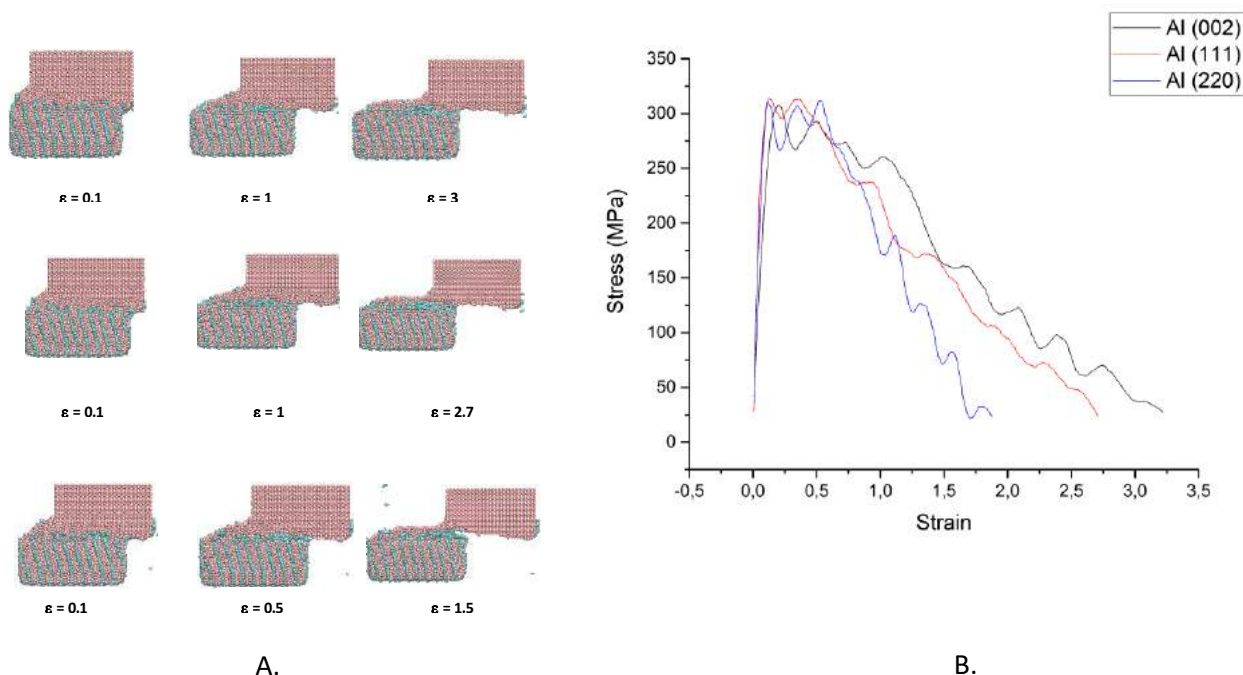 ε = 0.1
ε = 1
ε = 3
ε = 0.1
ε = 1
ε = 2.7
ε = 0.1
ε = 0.5
ε = 1.5
A.
Al (002)
Al (111)
Al (220)
350
300
250
200
150
100
50
0
Stress (MPa)
-0,5
0,0
0,5
1,0
1,5
2,0
2,5
3,0
3,5
Strain
B.